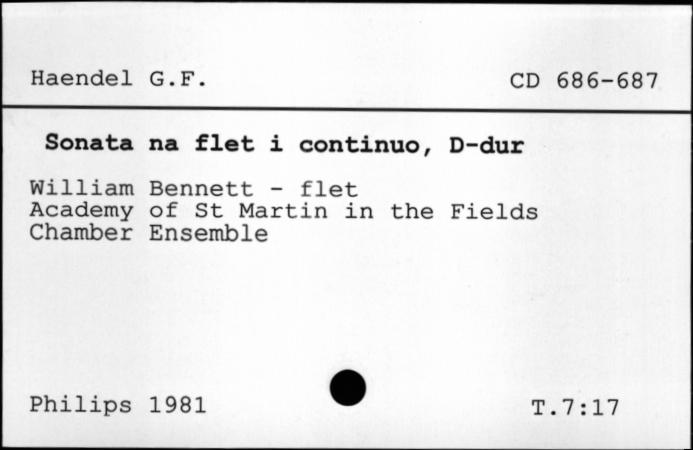 Haendel G.F. CD 686-687
Sonata na flet i continuo, D-dur
William Bennett - flet
Academy of St Martin in the Fields
Chamber Ensemble
Philips 1981 T.7:17